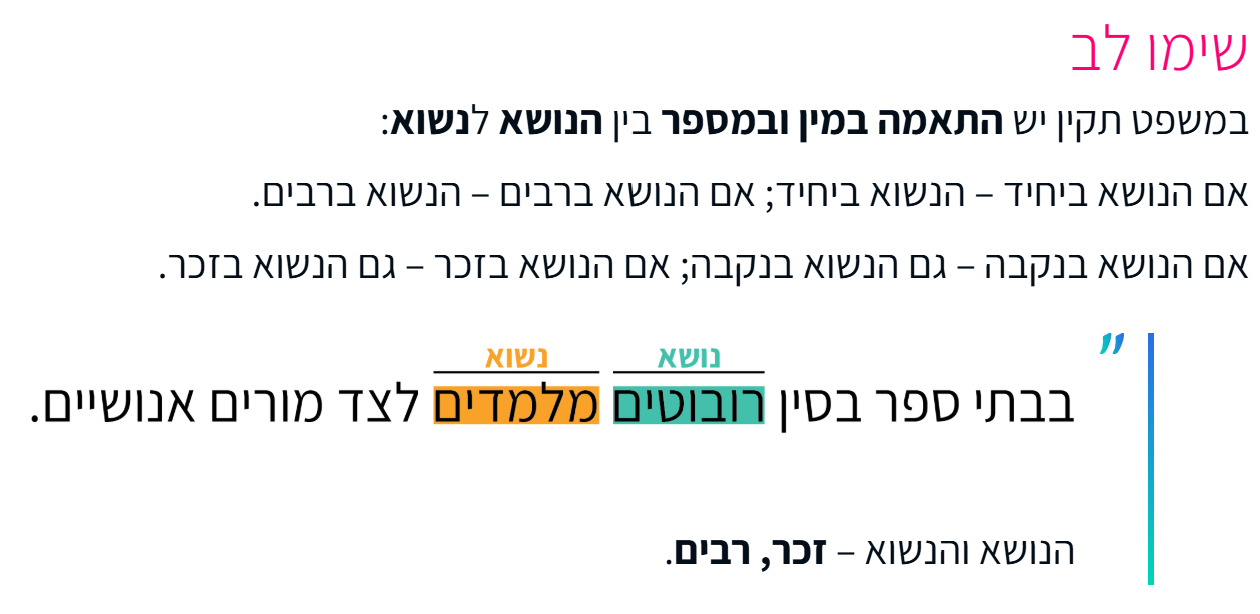 שימו לב
במשפט תקין יש התאמה במין ובמספר בין הנושא לנשוא:
אם הנושא ביחיד – הנשוא ביחיד; אם הנושא ברבים – הנשוא ברבים.
אם הנושא בנקבה – גם הנשוא בנקבה; אם הנושא בזכר – גם הנשוא בזכר.
"
נושא נשוא
בבתי ספר בסין רובוטים מלמדים לצד מורים אנושיים.
הנושא והנשוא – זכר, רבים.